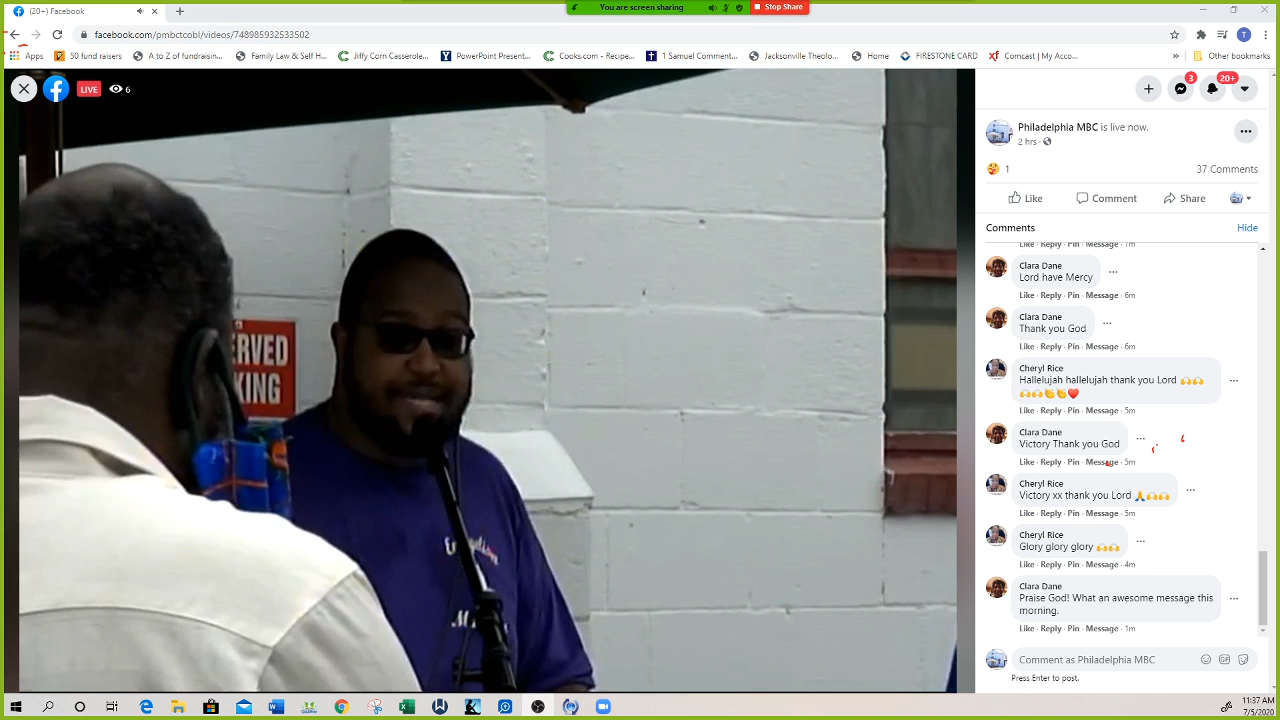 (20+) Facebook
You are screen sharing
Stop Share
facebook.com/pmbctcobl/videos/748985932533502
T
Apps
50 fund raisers
A to Z of fundraisin...
Family Law & Self H...
Jiffy Corn Casserole...
PowerPoint Present...
Cooks.com - Recipe...
1 Samuel Comment...
Jacksonville Theolo...
Home
FIRESTONE CARD
Comcast | My Acco...
Other bookmarks
LIVE
6
3
20+
Philadelphia MBC is live now.
2 hrs
1
37 Comments
Like
Comment
Share
Comments
Hide
Like · Reply · Pin · Message · 7m
Clara Dane
Lord have Mercy
Like · Reply · Pin · Message · 6m
Clara Dane
Thank you God
Like · Reply · Pin · Message · 6m
Cheryl Rice
Hallelujah hallelujah thank you Lord 🙌🙌
🙌🙌👏👏❤️
Like · Reply · Pin · Message · 5m
Clara Dane
Victory Thank you God
Like · Reply · Pin · Message · 5m
Cheryl Rice
Victory xx thank you Lord 🙏🙌🙌
Like · Reply · Pin · Message · 5m
Cheryl Rice
Glory glory glory 🙌🙌
Like · Reply · Pin · Message · 4m
Clara Dane
Praise God! What an awesome message this
morning.
Like · Reply · Pin · Message · 1m
Comment as Philadelphia MBC
GIF
Press Enter to post.
ERVED
KING
11:37 AM
7/5/2020